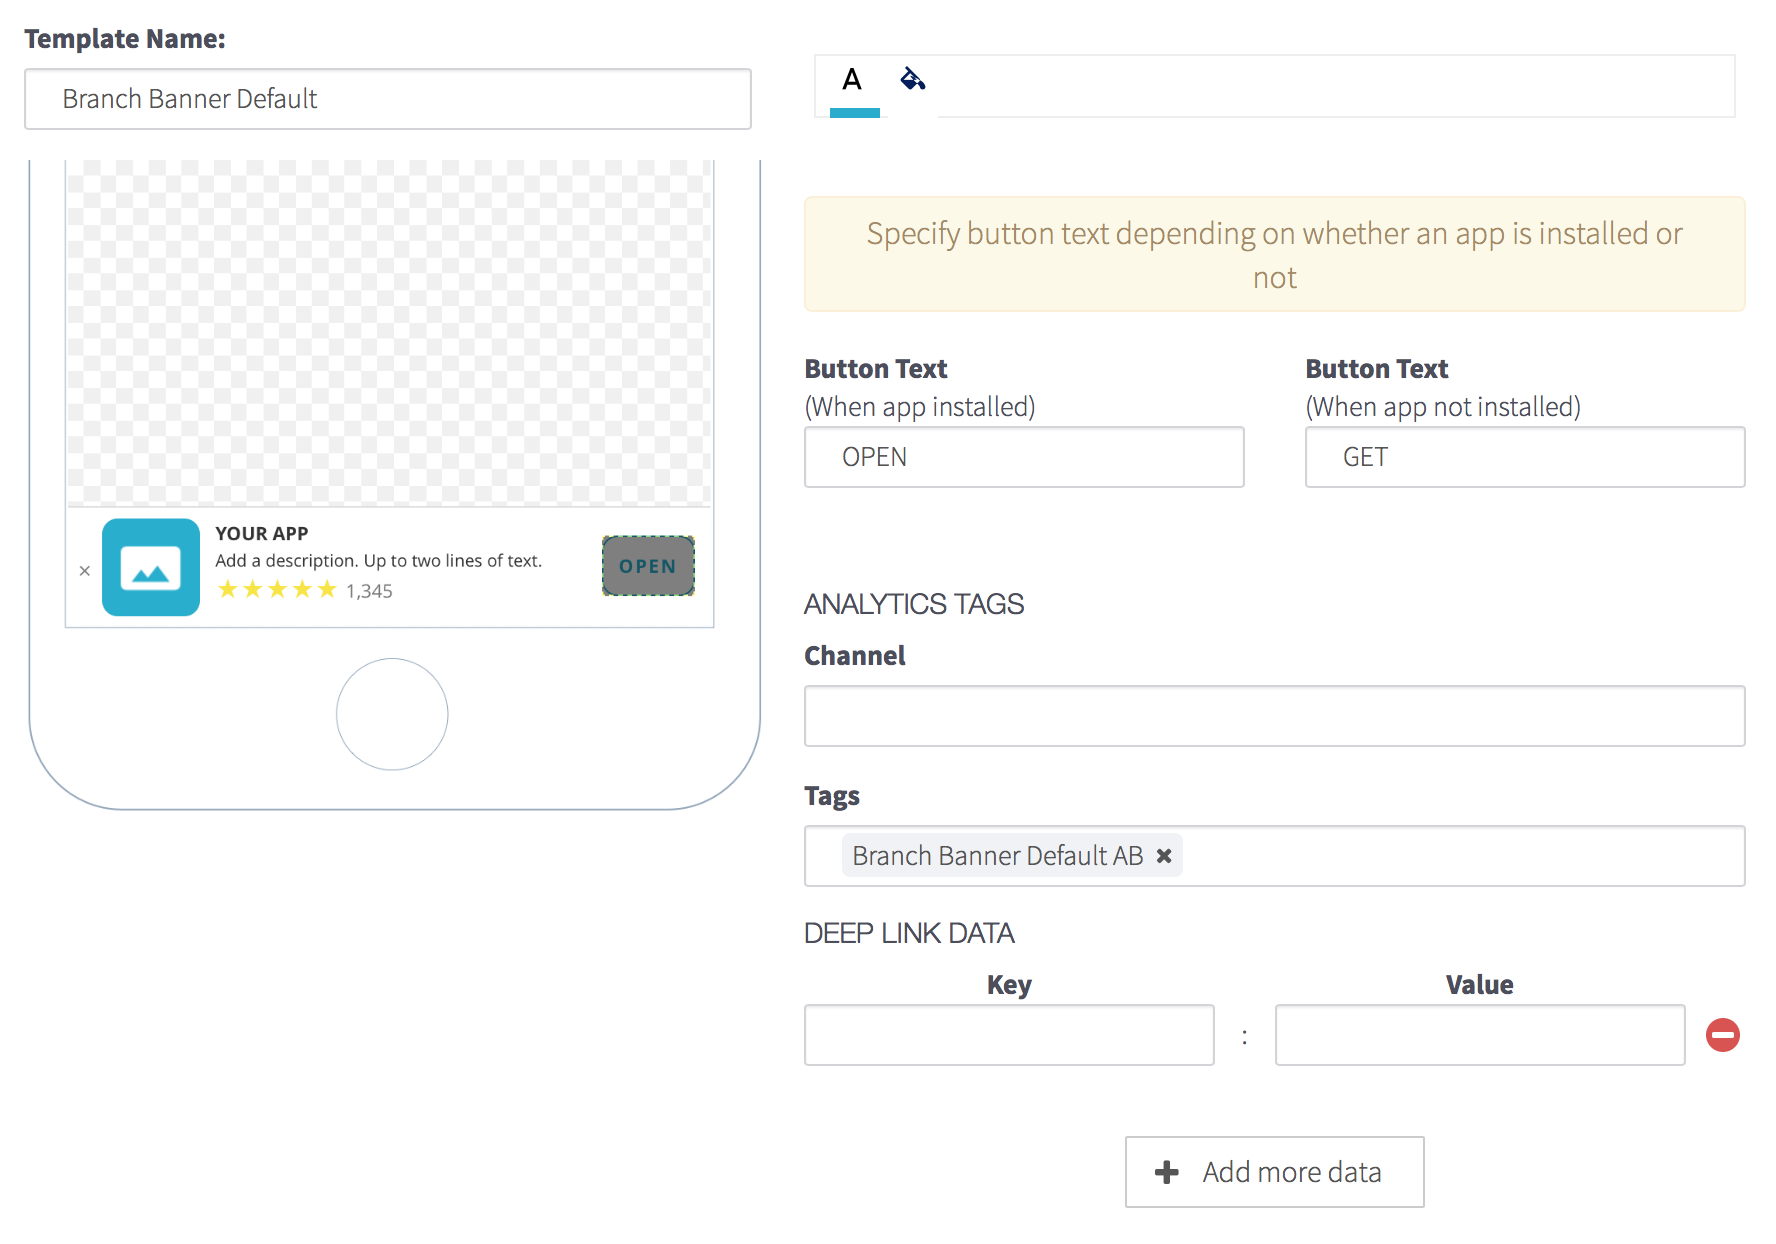 Template Name:
Branch Banner Default
A
Specify button text depending on whether an app is installed or
not
Button Text
(When app installed)
OPEN
Button Text
(When app not installed)
GET
YOUR APP
Add a description. Up to two lines of text.
1,345
OPEN
ANALYTICS TAGS
Channel
Tags
Branch Banner Default AB
DEEP LINK DATA
Key
Value
:
Add more data